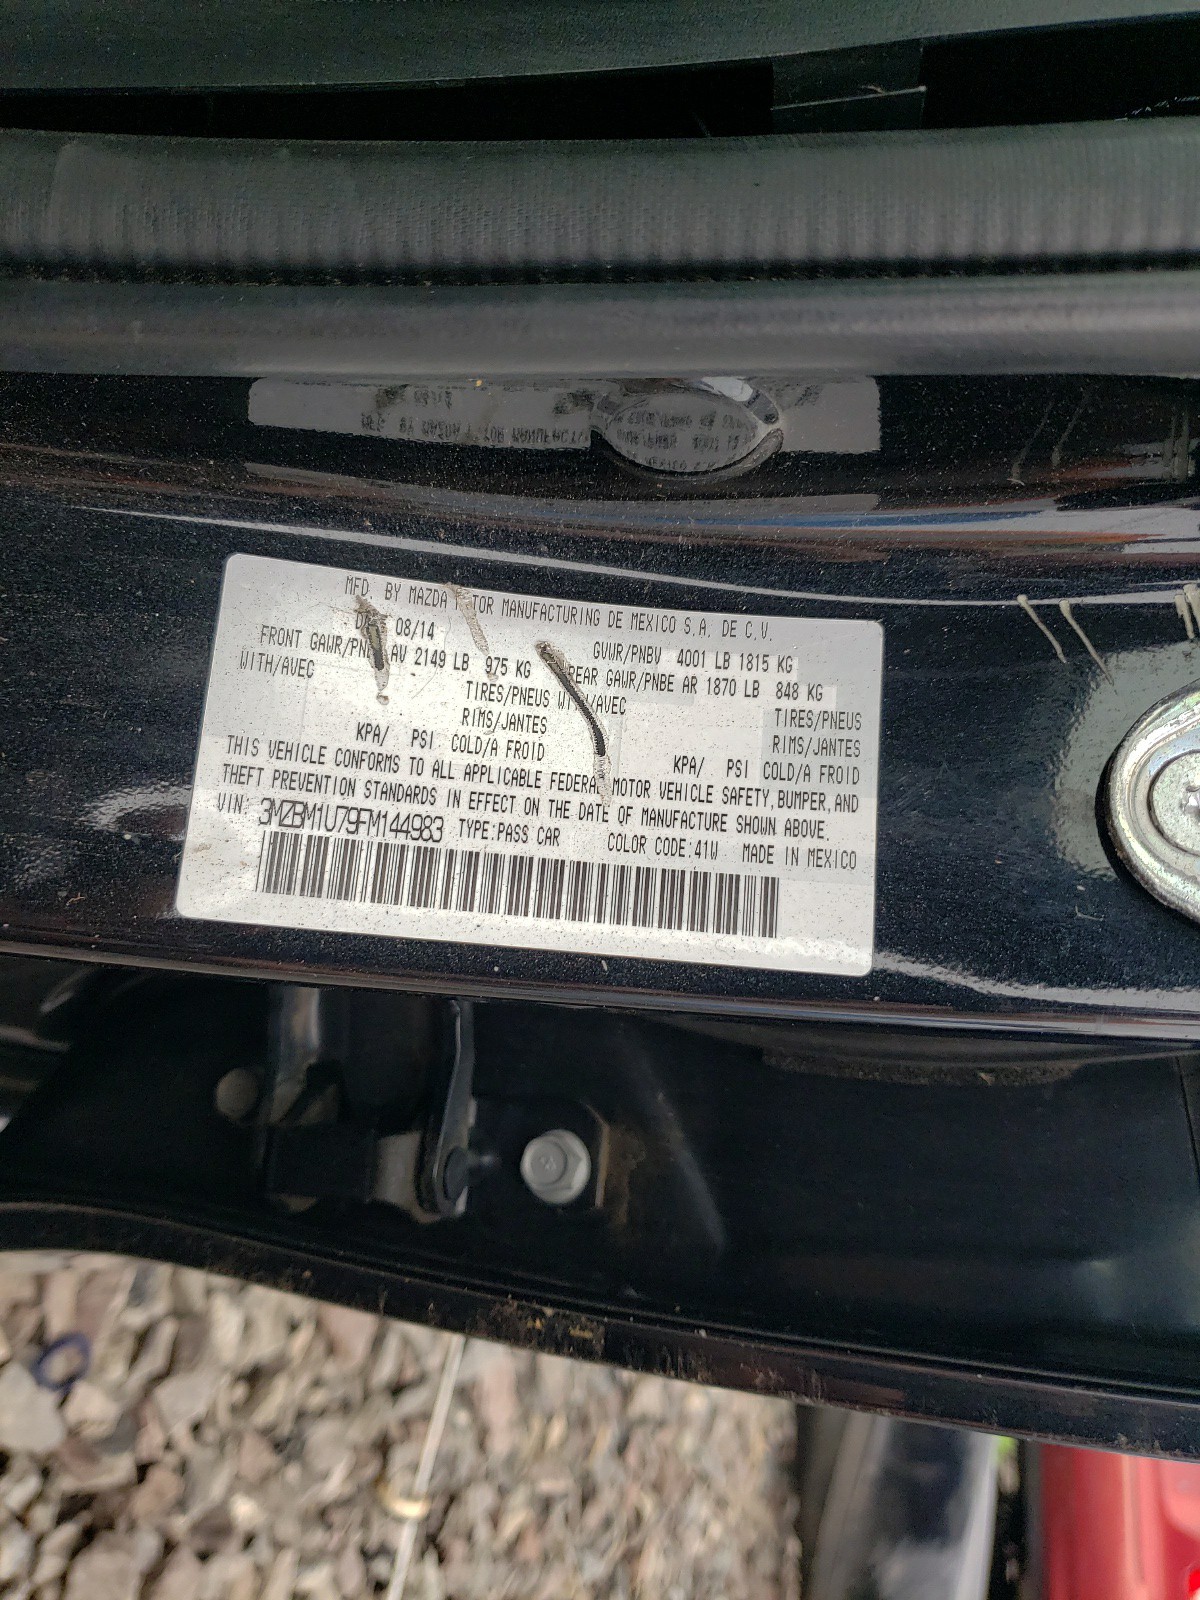 MFD. BY MAZDA MOTOR MANUFACTURING DE MEXICO S.A. DE C.V.
08/14 GVWR/PNBV 4001 LB 1815 KG
FRONT GAWR/PNBE AV 2149 LB 975 KG REAR GAWR/PNBE AR 1870 LB 848 KG
WITH/AVEC TIRES/PNEUS WITH/AVEC TIRES/PNEUS
RIMS/JANTES RIMS/JANTES
KPA/ PSI COLD/A FROID KPA/ PSI COLD/A FROID
THIS VEHICLE CONFORMS TO ALL APPLICABLE FEDERAL MOTOR VEHICLE SAFETY, BUMPER, AND
THEFT PREVENTION STANDARDS IN EFFECT ON THE DATE OF MANUFACTURE SHOWN ABOVE.
VIN: 3MZBM1U79FM144983 TYPE:PASS CAR COLOR CODE:41W MADE IN MEXICO